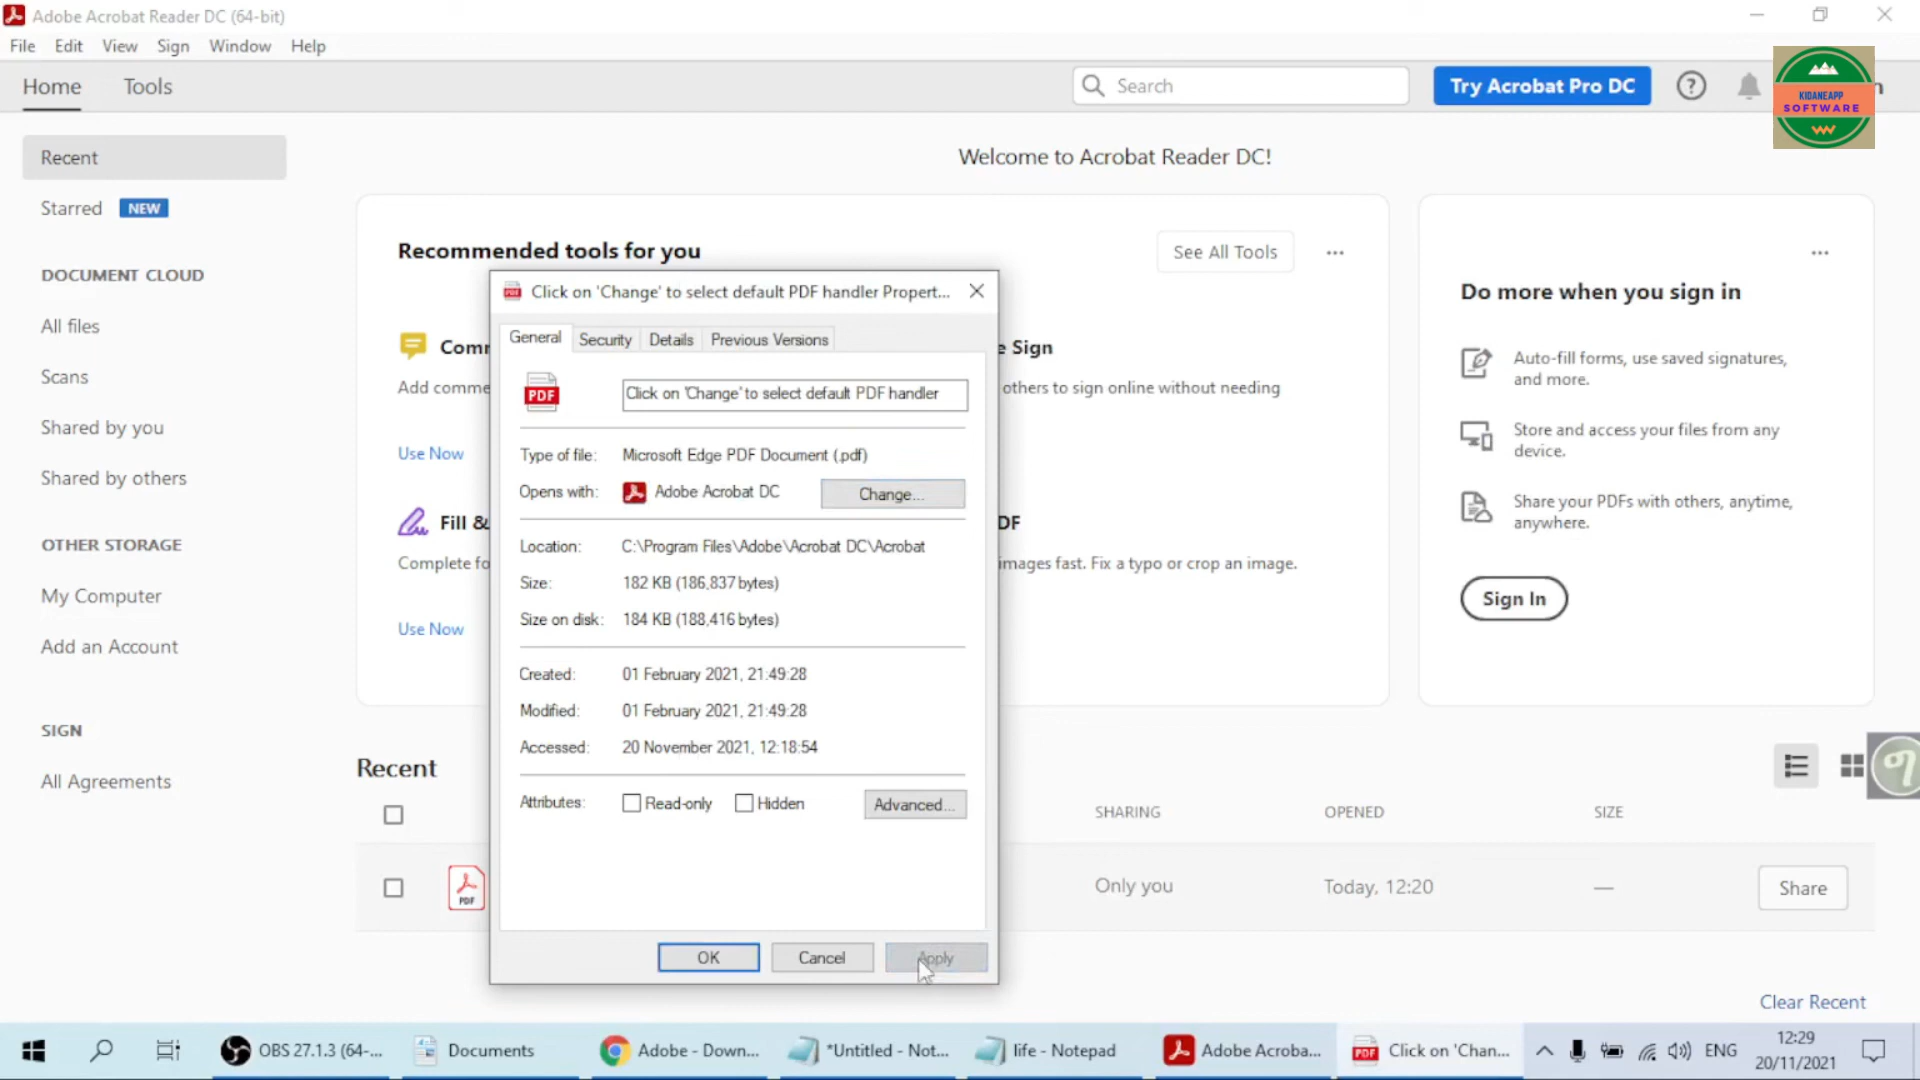 Adobe Acrobat Reader DC (64-bit)
File Edit View Sign Window Help
Home Tools
Search
Try Acrobat Pro DC
KIDANEAPP
SOFTWARE
Recent
Welcome to Acrobat Reader DC!
Starred NEW
DOCUMENT CLOUD
All files
Scans
Shared by you
Shared by others
OTHER STORAGE
My Computer
Add an Account
SIGN
All Agreements
Recommended tools for you
See All Tools
Add comme
Use Now
Fill &
Complete fo
Use Now
e Sign
others to sign online without needing
DF
images fast. Fix a typo or crop an image.
Do more when you sign in
Auto-fill forms, use saved signatures,
and more.
Store and access your files from any
device.
Share your PDFs with others, anytime,
anywhere.
Sign In
Click on 'Change' to select default PDF handler Propert...
General Security Details Previous Versions
PDF
Click on 'Change' to select default PDF handler
Type of file: Microsoft Edge PDF Document (.pdf)
Opens with: Adobe Acrobat DC Change...
Location: C:\Program Files\Adobe\Acrobat DC\Acrobat
Size: 182 KB (186,837 bytes)
Size on disk: 184 KB (188,416 bytes)
Created: 01 February 2021, 21:49:28
Modified: 01 February 2021, 21:49:28
Accessed: 20 November 2021, 12:18:54
Attributes: Read-only Hidden Advanced...
OK Cancel Apply
Recent
SHARING OPENED SIZE
PDF
Only you Today, 12:20 — Share
Clear Recent
OBS 27.1.3 (64-... Documents Adobe - Down... *Untitled - Not... life - Notepad Adobe Acroba... Click on 'Chan... ENG
12:29
20/11/2021